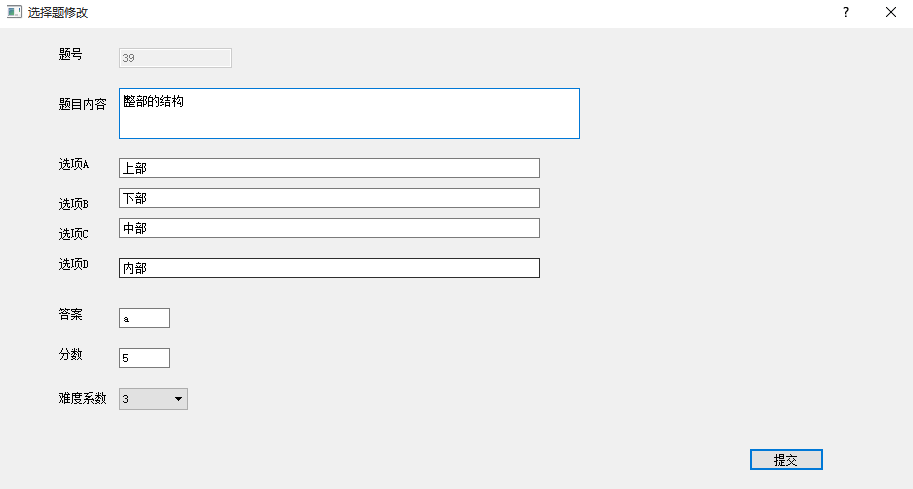 选择题修改
题号 39
题目内容 整部的结构
选项A 上部
选项B 下部
选项C 中部
选项D 内部
答案 a
分数 5
难度系数 3
提交